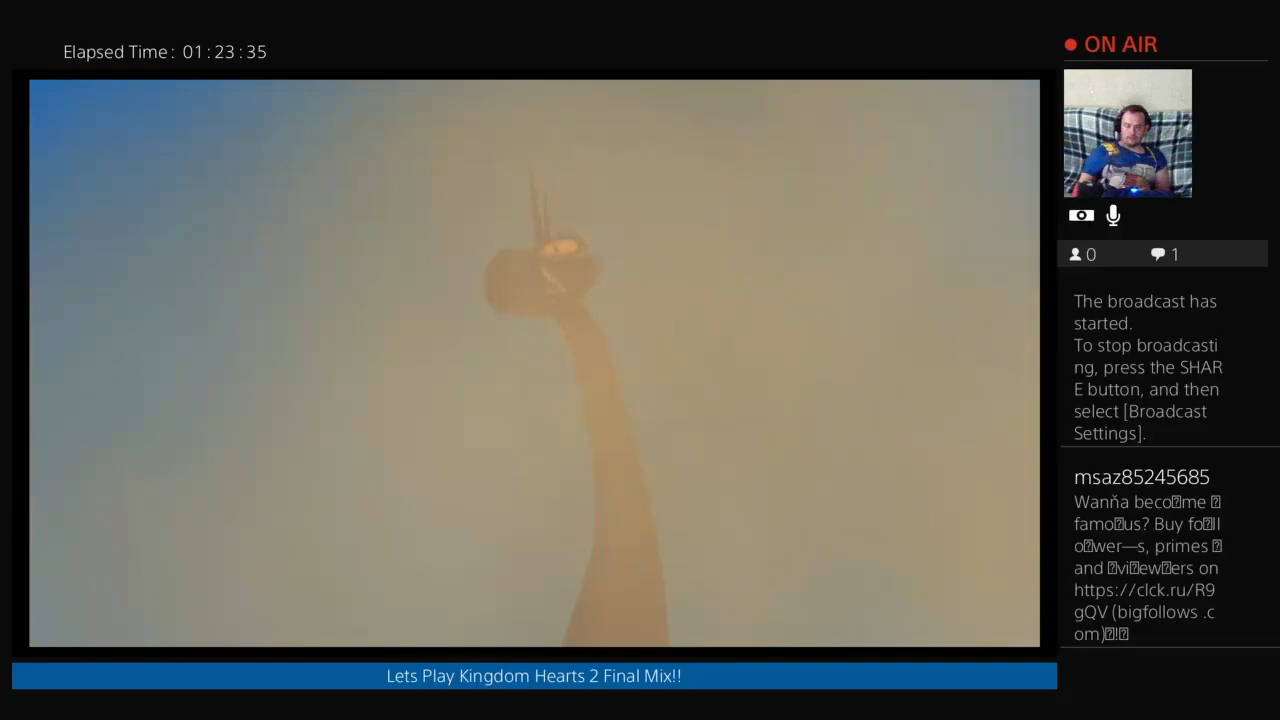 Elapsed Time: 01:23:35
ON AIR
0
1
The broadcast has
started.
To stop broadcasti
ng, press the SHAR
E button, and then
select [Broadcast
Settings].
msaz85245685
Wanňa beco⍰me ⍰
famo⍰us? Buy fo⍰ll
o⍰wer—s, primes ⍰
and ⍰vi⍰ew⍰ers on
https://clck.ru/R9
gQV (bigfollows .c
om)⍰!⍰
Lets Play Kingdom Hearts 2 Final Mix!!